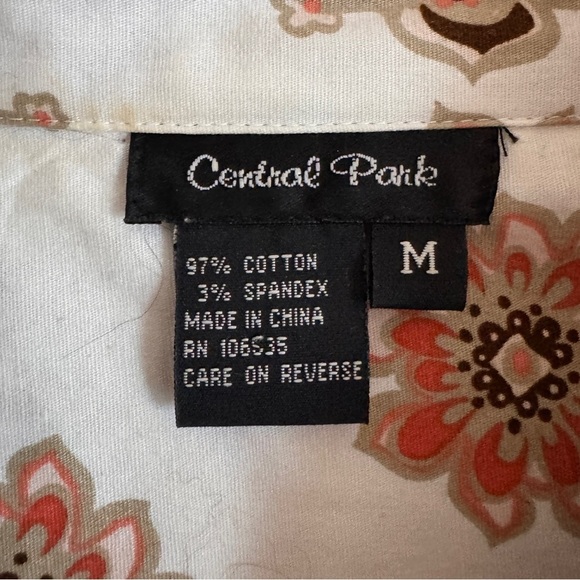 Central Park
M
97% COTTON
3% SPANDEX
MADE IN CHINA
RN 106535
CARE ON REVERSE